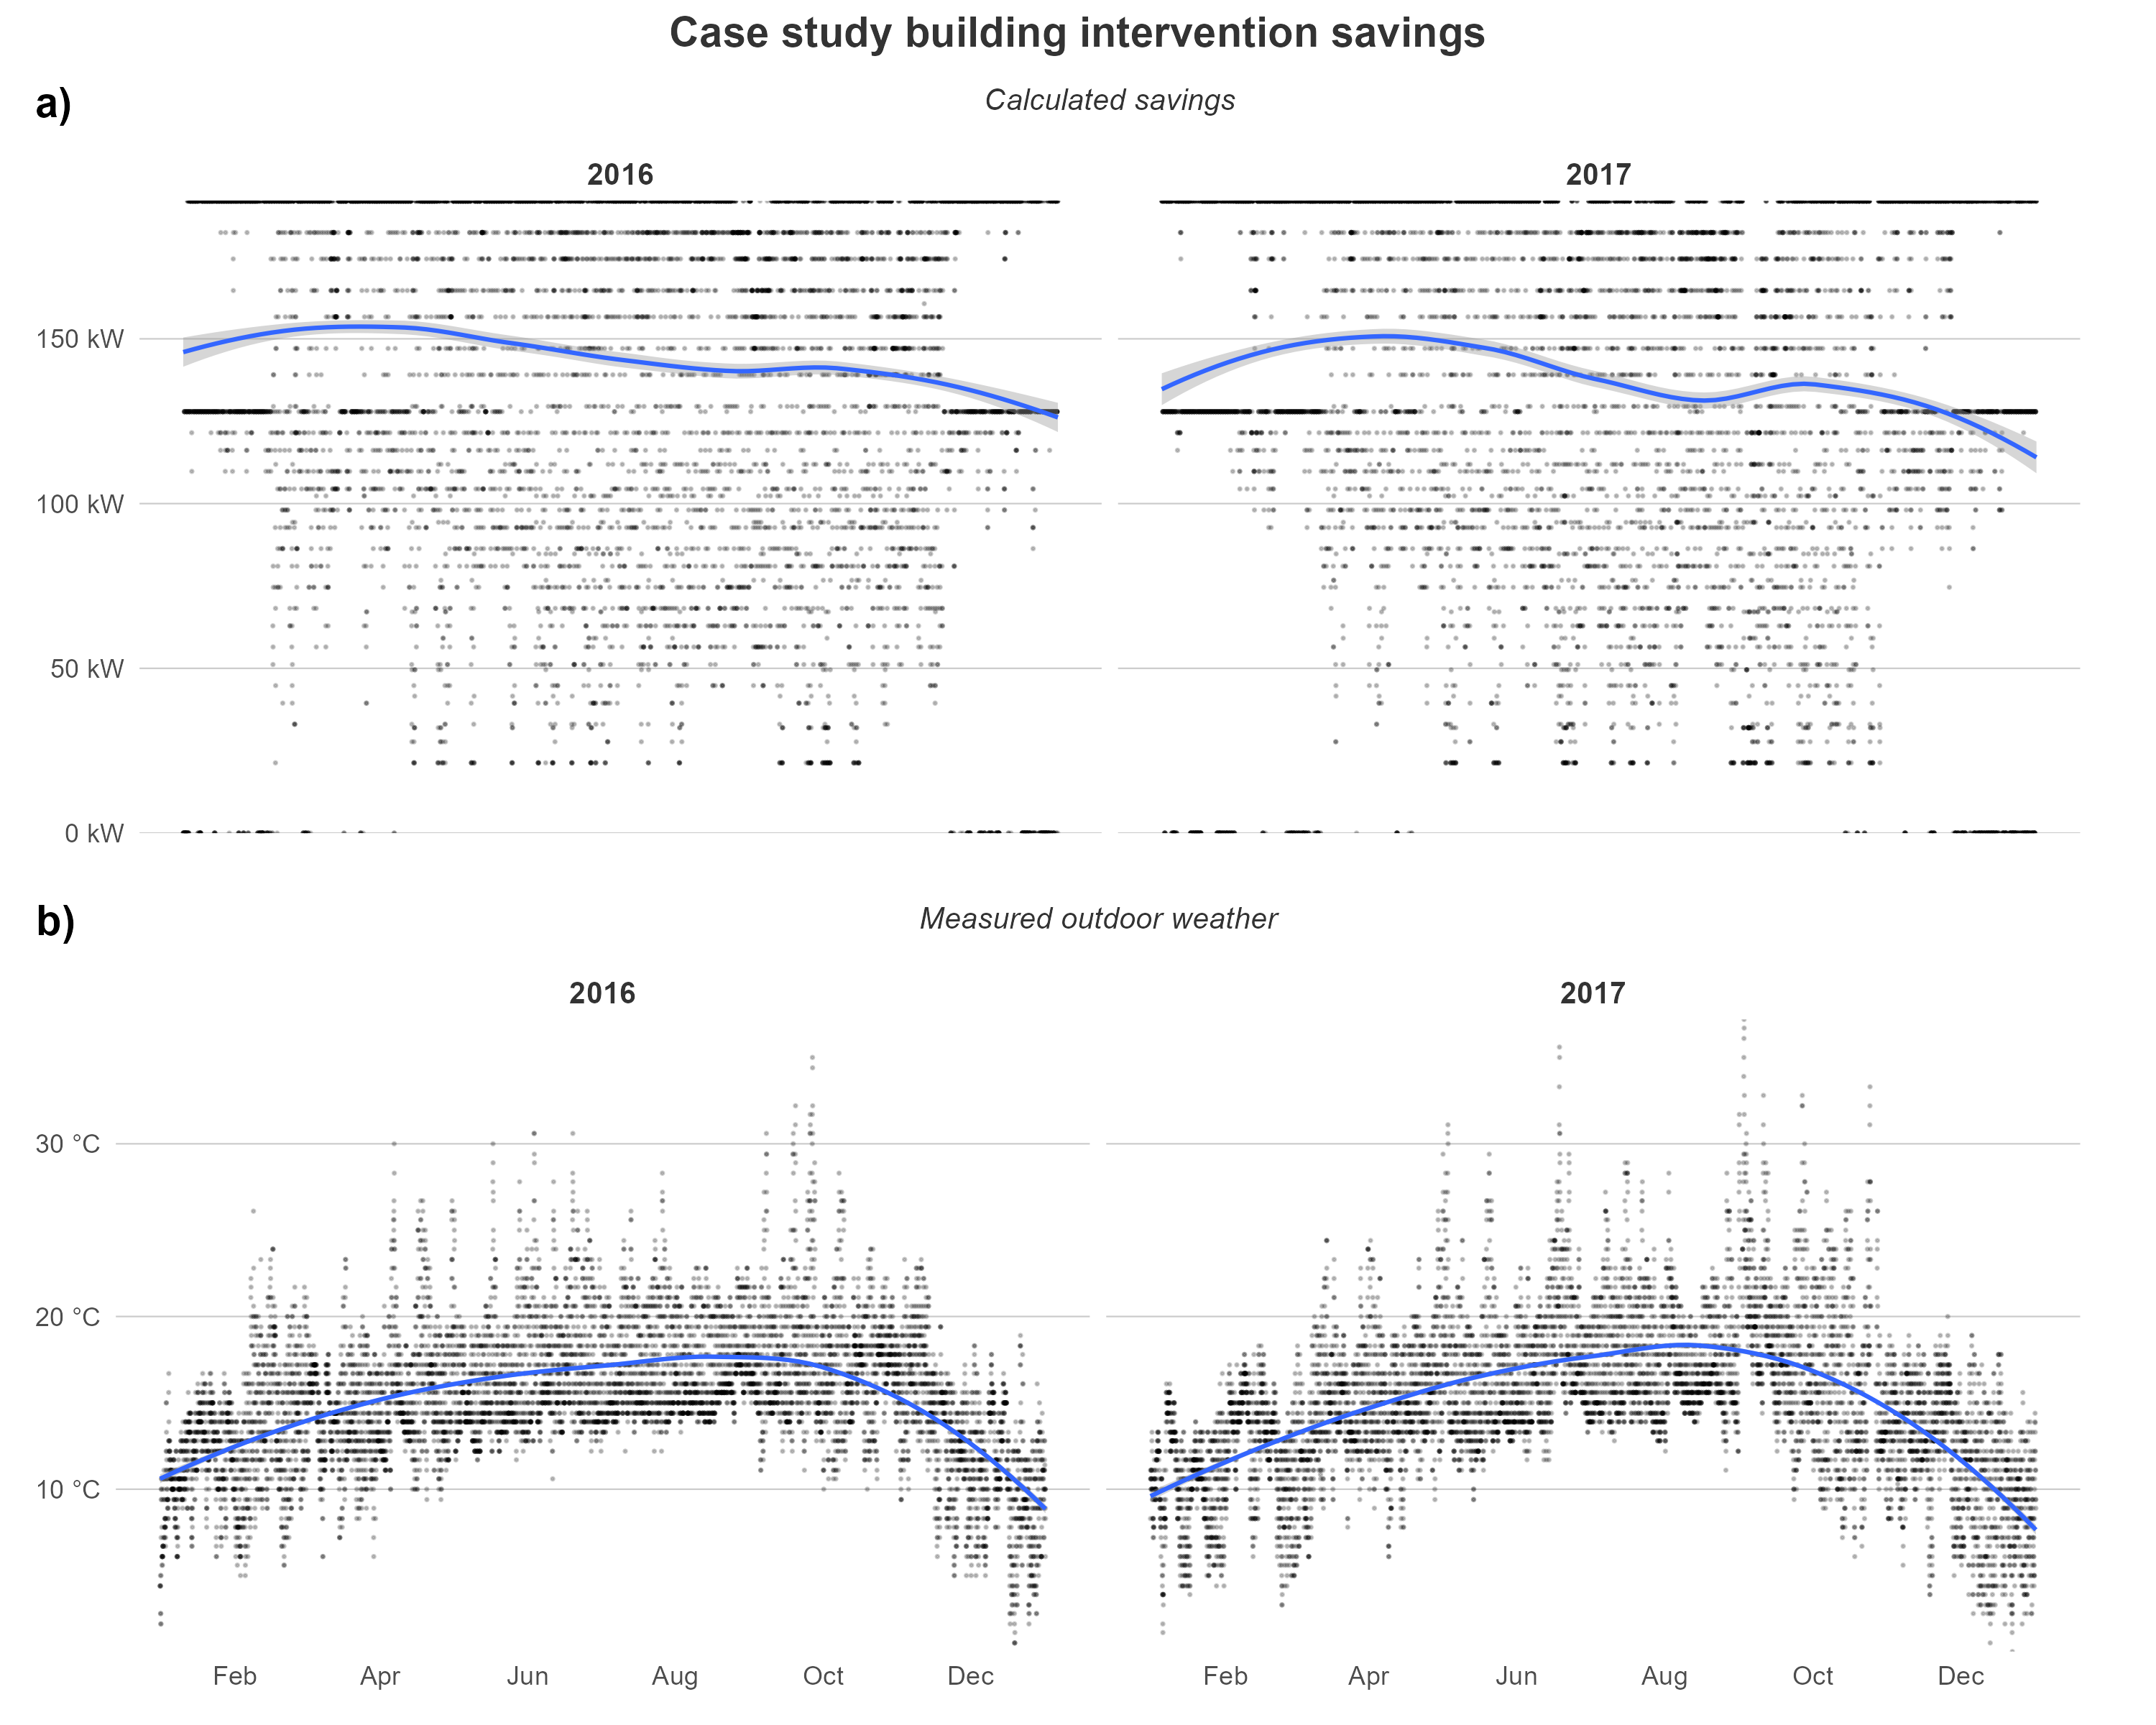 Case study building intervention savings
a)
Calculated savings
2016 2017
150 kW
100 kW
50 kW
0 kW
b)
Measured outdoor weather
2016 2017
30 °C
20 °C
10 °C
Feb Apr Jun Aug Oct Dec Feb Apr Jun Aug Oct Dec